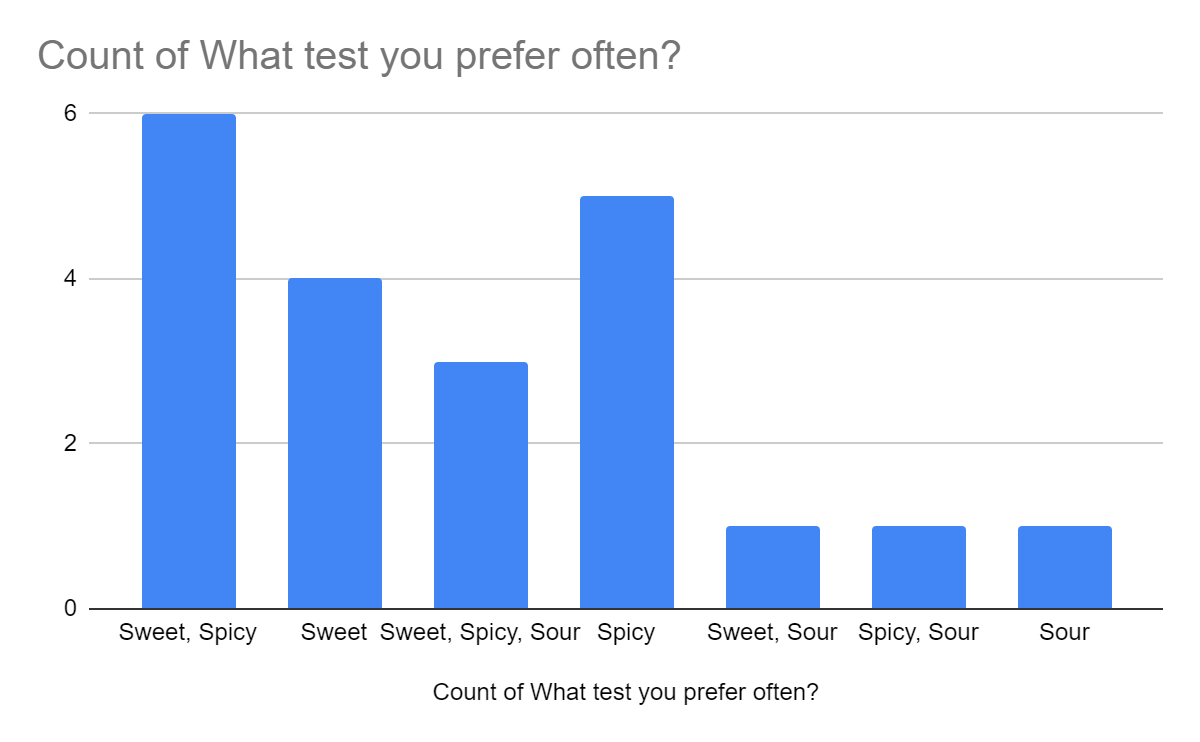 Count of What test you prefer often?
6
4
2
0
Sweet, Spicy Sweet Sweet, Spicy, Sour Spicy Sweet, Sour Spicy, Sour Sour
Count of What test you prefer often?